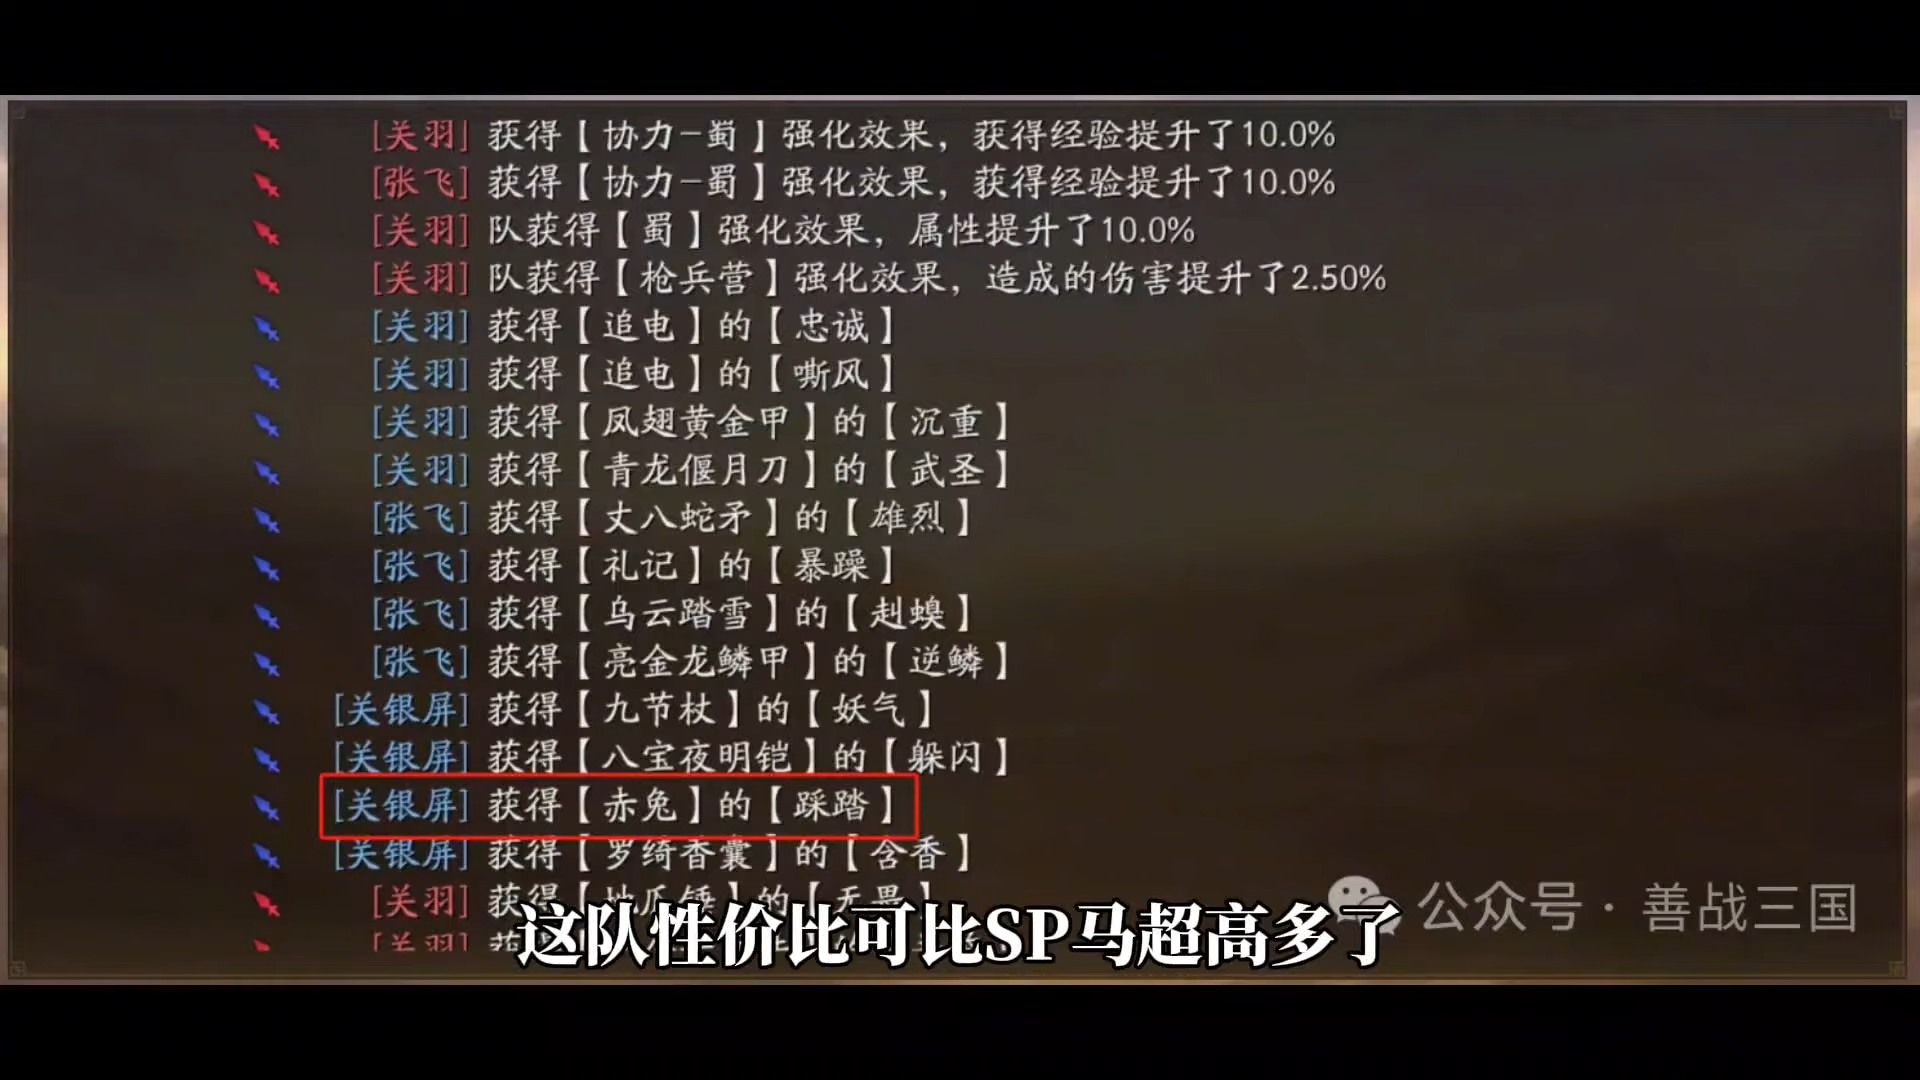 [关羽] 获得【协力-蜀】强化效果，获得经验提升了10.0%
[张飞] 获得【协力-蜀】强化效果，获得经验提升了10.0%
[关羽] 队获得【蜀】强化效果，属性提升了10.0%
[关羽] 队获得【枪兵营】强化效果，造成的伤害提升了2.50%
[关羽] 获得【追电】的【忠诚】
[关羽] 获得【追电】的【嘶风】
[关羽] 获得【凤翅黄金甲】的【沉重】
[关羽] 获得【青龙偃月刀】的【武圣】
[张飞] 获得【丈八蛇矛】的【雄烈】
[张飞] 获得【礼记】的【暴躁】
[张飞] 获得【乌云踏雪】的【赳螑】
[张飞] 获得【亮金龙鳞甲】的【逆鳞】
[关银屏] 获得【九节杖】的【妖气】
[关银屏] 获得【八宝夜明铠】的【躲闪】
[关银屏] 获得【赤兔】的【踩踏】
[关银屏] 获得【罗绮香囊】的【含香】
[关羽] 获得【地瓜锤】的【无畏】
[关羽]
这队性价比可比SP马超高多了
公众号·善战三国